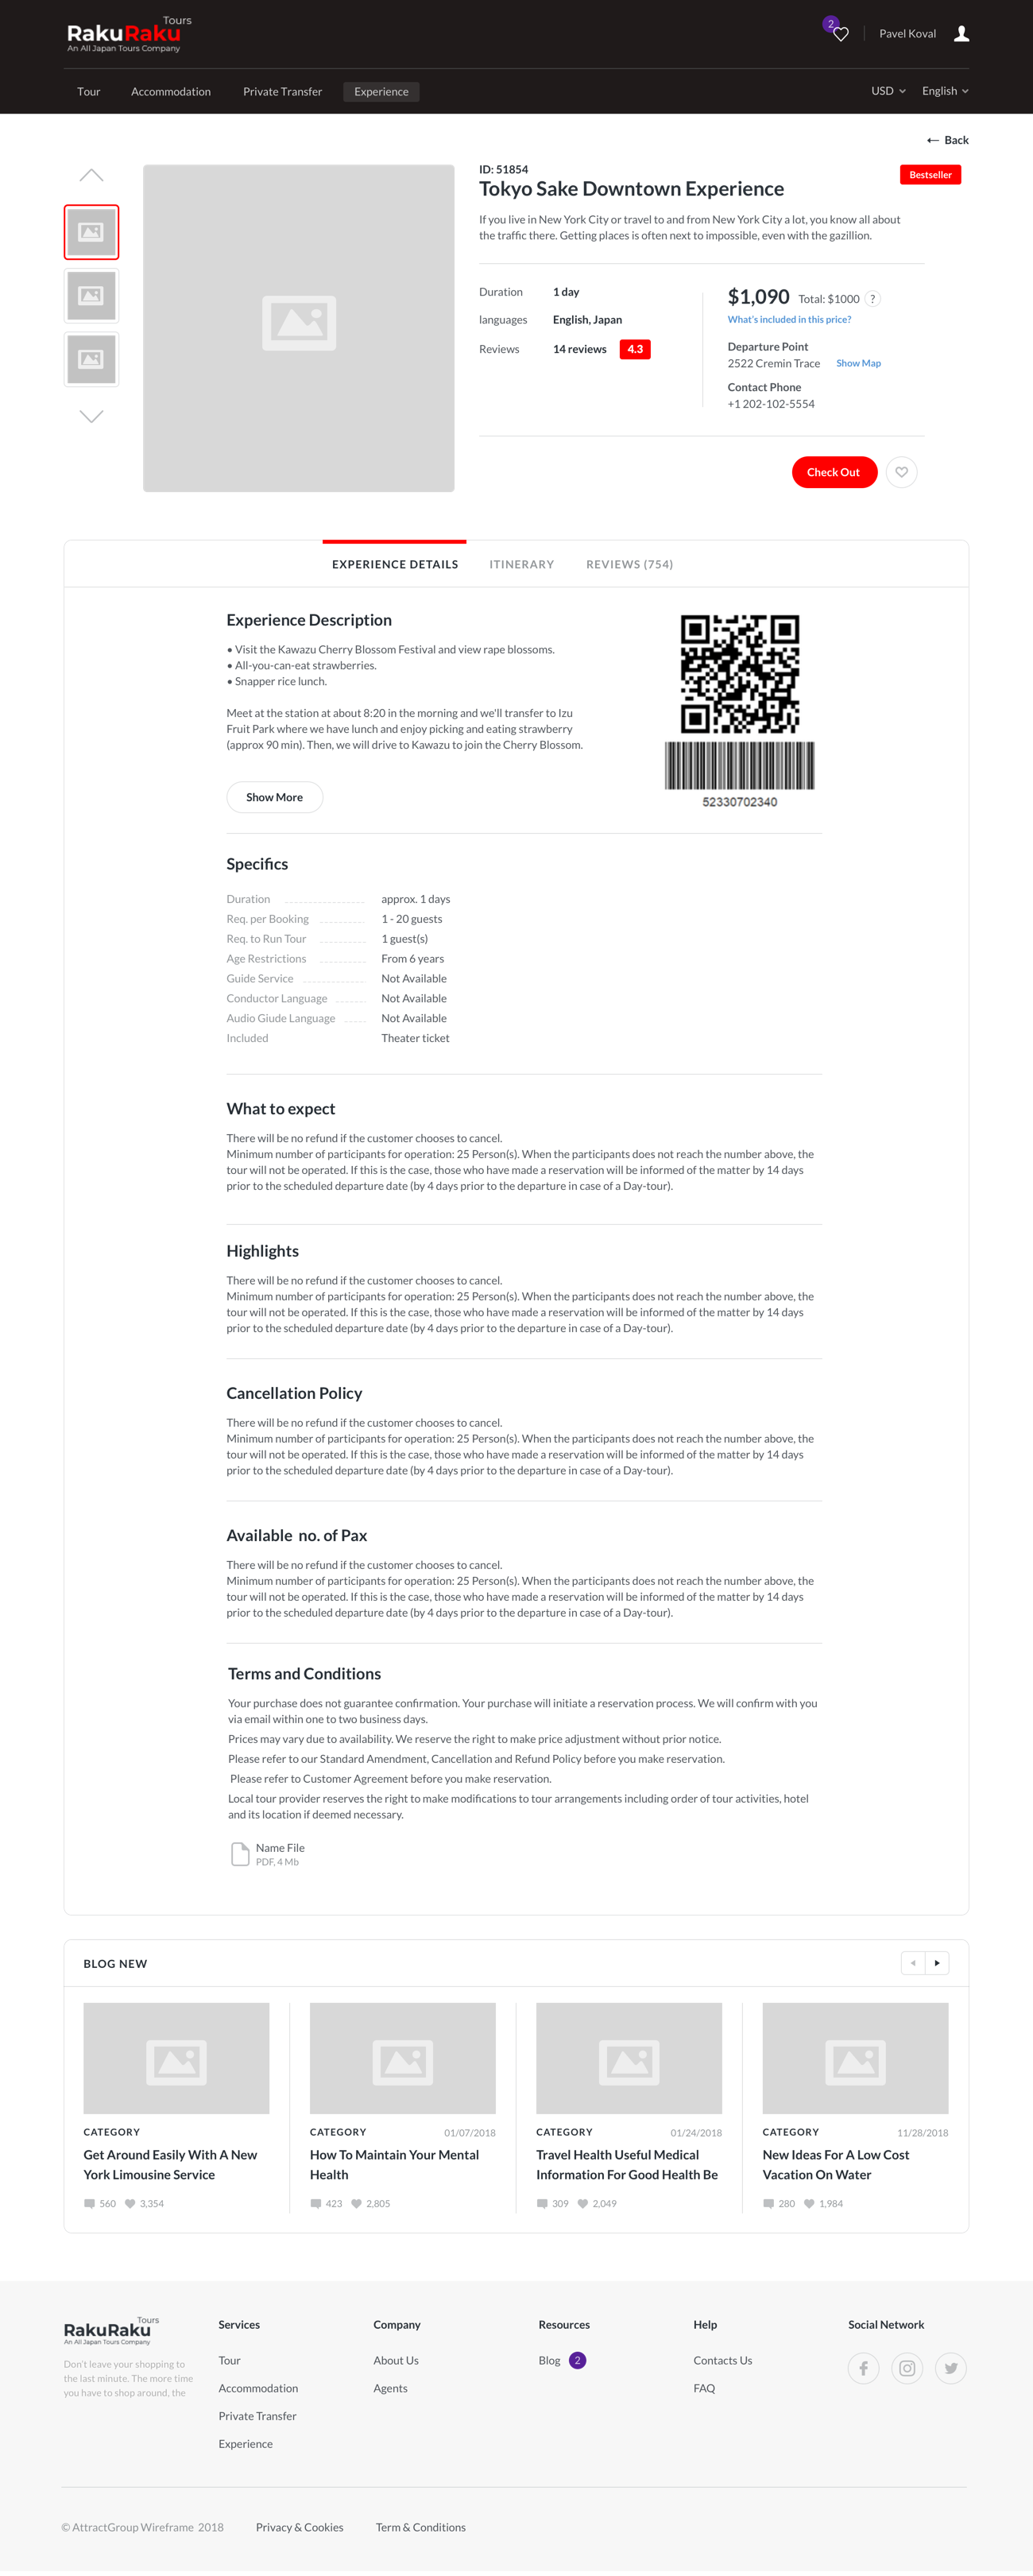 Tours
RakuRaku
An All Japan Tours Company
2
Pavel Koval
Tour
Accommodation
Private Transfer
Experience
USD
English
Back
ID: 51854
Tokyo Sake Downtown Experience
Bestseller
If you live in New York City or travel to and from New York City a lot, you know all about
the traffic there. Getting places is often next to impossible, even with the gazillion.
Duration 1 day
languages English, Japan
Reviews 14 reviews 4.3
$1,090 Total: $1000 ?
What's included in this price?
Departure Point
2522 Cremin Trace Show Map
Contact Phone
+1 202-102-5554
Check Out
EXPERIENCE DETAILS
ITINERARY
REVIEWS (754)
Experience Description
• Visit the Kawazu Cherry Blossom Festival and view rape blossoms.
• All-you-can-eat strawberries.
• Snapper rice lunch.
Meet at the station at about 8:20 in the morning and we'll transfer to Izu
Fruit Park where we have lunch and enjoy picking and eating strawberry
(approx 90 min). Then, we will drive to Kawazu to join the Cherry Blossom.
52330702340
Show More
Specifics
Duration approx. 1 days
Req. per Booking 1 - 20 guests
Req. to Run Tour 1 guest(s)
Age Restrictions From 6 years
Guide Service Not Available
Conductor Language Not Available
Audio Giude Language Not Available
Included Theater ticket
What to expect
There will be no refund if the customer chooses to cancel.
Minimum number of participants for operation: 25 Person(s). When the participants does not reach the number above, the
tour will not be operated. If this is the case, those who have made a reservation will be informed of the matter by 14 days
prior to the scheduled departure date (by 4 days prior to the departure in case of a Day-tour).
Highlights
There will be no refund if the customer chooses to cancel.
Minimum number of participants for operation: 25 Person(s). When the participants does not reach the number above, the
tour will not be operated. If this is the case, those who have made a reservation will be informed of the matter by 14 days
prior to the scheduled departure date (by 4 days prior to the departure in case of a Day-tour).
Cancellation Policy
There will be no refund if the customer chooses to cancel.
Minimum number of participants for operation: 25 Person(s). When the participants does not reach the number above, the
tour will not be operated. If this is the case, those who have made a reservation will be informed of the matter by 14 days
prior to the scheduled departure date (by 4 days prior to the departure in case of a Day-tour).
Available no. of Pax
There will be no refund if the customer chooses to cancel.
Minimum number of participants for operation: 25 Person(s). When the participants does not reach the number above, the
tour will not be operated. If this is the case, those who have made a reservation will be informed of the matter by 14 days
prior to the scheduled departure date (by 4 days prior to the departure in case of a Day-tour).
Terms and Conditions
Your purchase does not guarantee confirmation. Your purchase will initiate a reservation process. We will confirm with you
via email within one to two business days.
Prices may vary due to availability. We reserve the right to make price adjustment without prior notice.
Please refer to our Standard Amendment, Cancellation and Refund Policy before you make reservation.
Please refer to Customer Agreement before you make reservation.
Local tour provider reserves the right to make modifications to tour arrangements including order of tour activities, hotel
and its location if deemed necessary.
Name File
PDF, 4 Mb
BLOG NEW
CATEGORY
Get Around Easily With A New
York Limousine Service
560 3,354
CATEGORY 01/07/2018
How To Maintain Your Mental
Health
423 2,805
CATEGORY 01/24/2018
Travel Health Useful Medical
Information For Good Health Be
309 2,049
CATEGORY 11/28/2018
New Ideas For A Low Cost
Vacation On Water
280 1,984
Tours
RakuRaku
An All Japan Tours Company
Don't leave your shopping to
the last minute. The more time
you have to shop around, the
Services
Tour
Accommodation
Private Transfer
Experience
Company
About Us
Agents
Resources
Blog 2
Help
Contacts Us
FAQ
Social Network
© AttractGroup Wireframe 2018
Privacy & Cookies
Term & Conditions